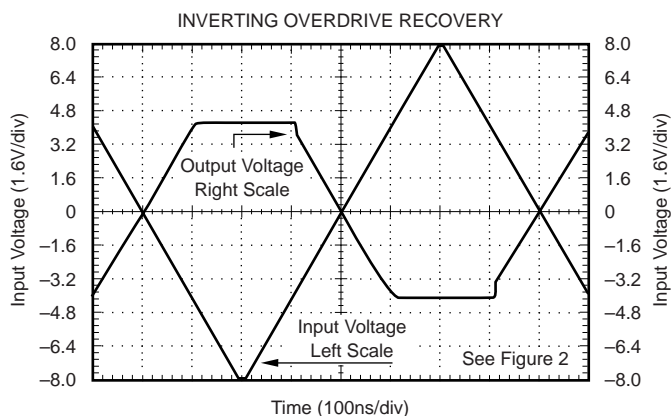 INVERTING OVERDRIVE RECOVERY
8.0
6.4
4.8
3.2
1.6
0
–1.6
–3.2
–4.8
–6.4
–8.0
Input Voltage (1.6V/div)
Output Voltage
Right Scale
Input Voltage
Left Scale
See Figure 2
8.0
6.4
4.8
3.2
1.6
0
–1.6
–3.2
–4.8
–6.4
–8.0
Input Voltage (1.6V/div)
Time (100ns/div)